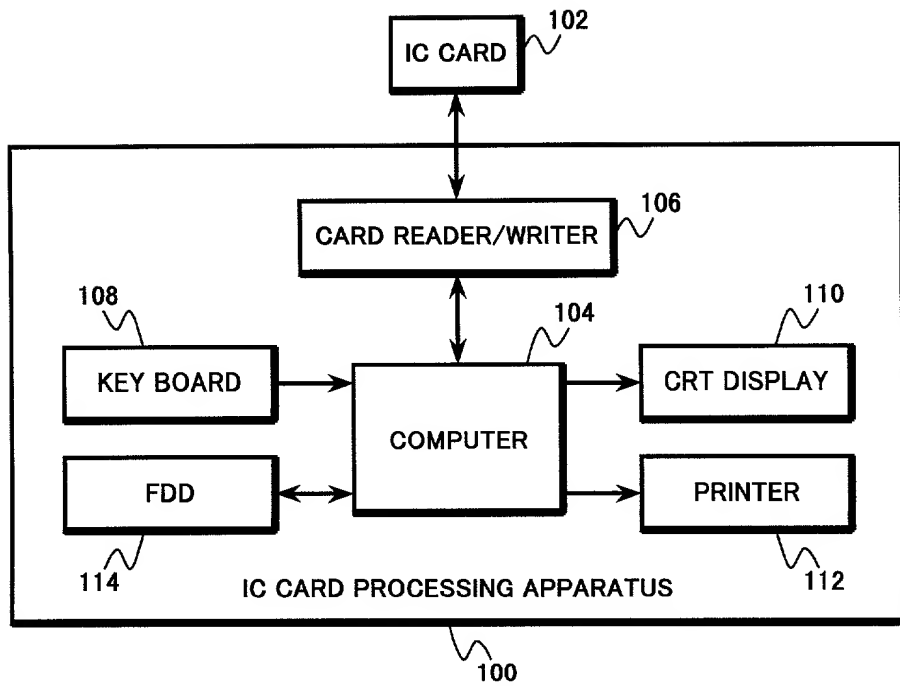 102
IC CARD
106
CARD READER/WRITER
108
104
110
KEY BOARD
CRT DISPLAY
COMPUTER
FDD
PRINTER
114
112
IC CARD PROCESSING APPARATUS
100